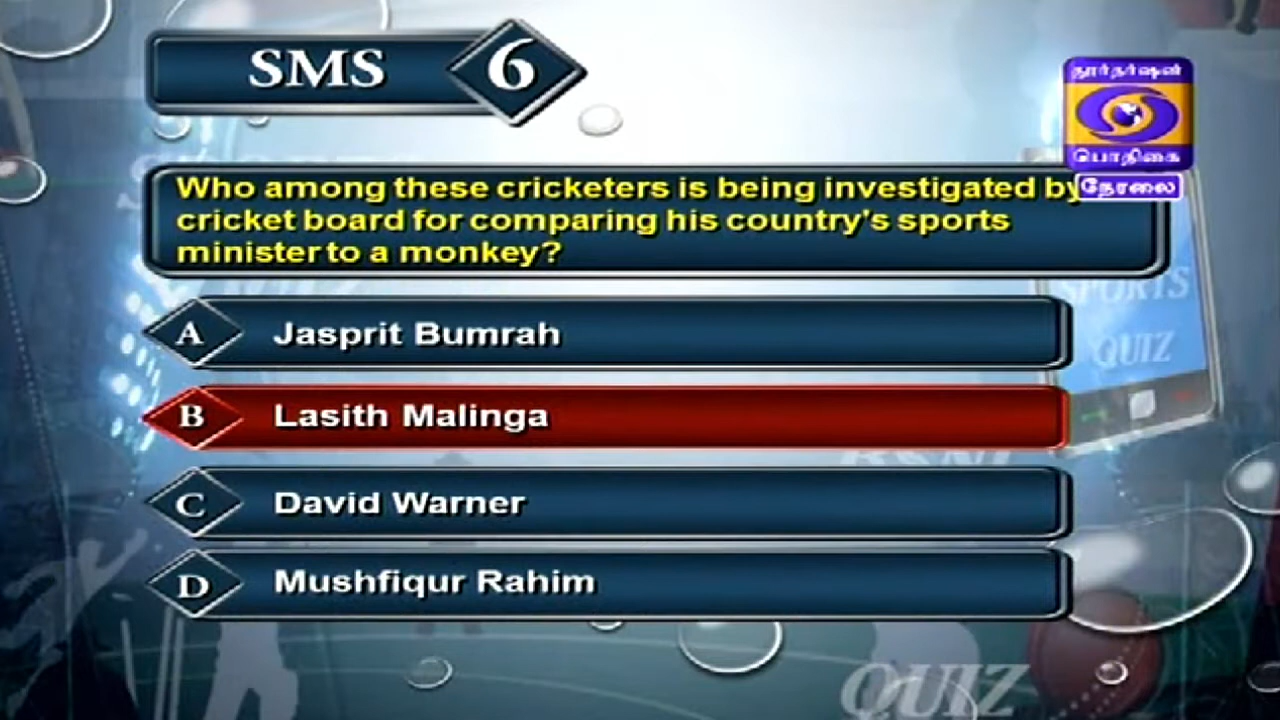 SMS 6
தூர்தர்ஷன்
பொதிகை
நேரலை
Who among these cricketers is being investigated by
cricket board for comparing his country's sports
minister to a monkey?
A Jasprit Bumrah
B Lasith Malinga
C David Warner
D Mushfiqur Rahim
SPORTS
QUIZ
BSNL
QUIZ